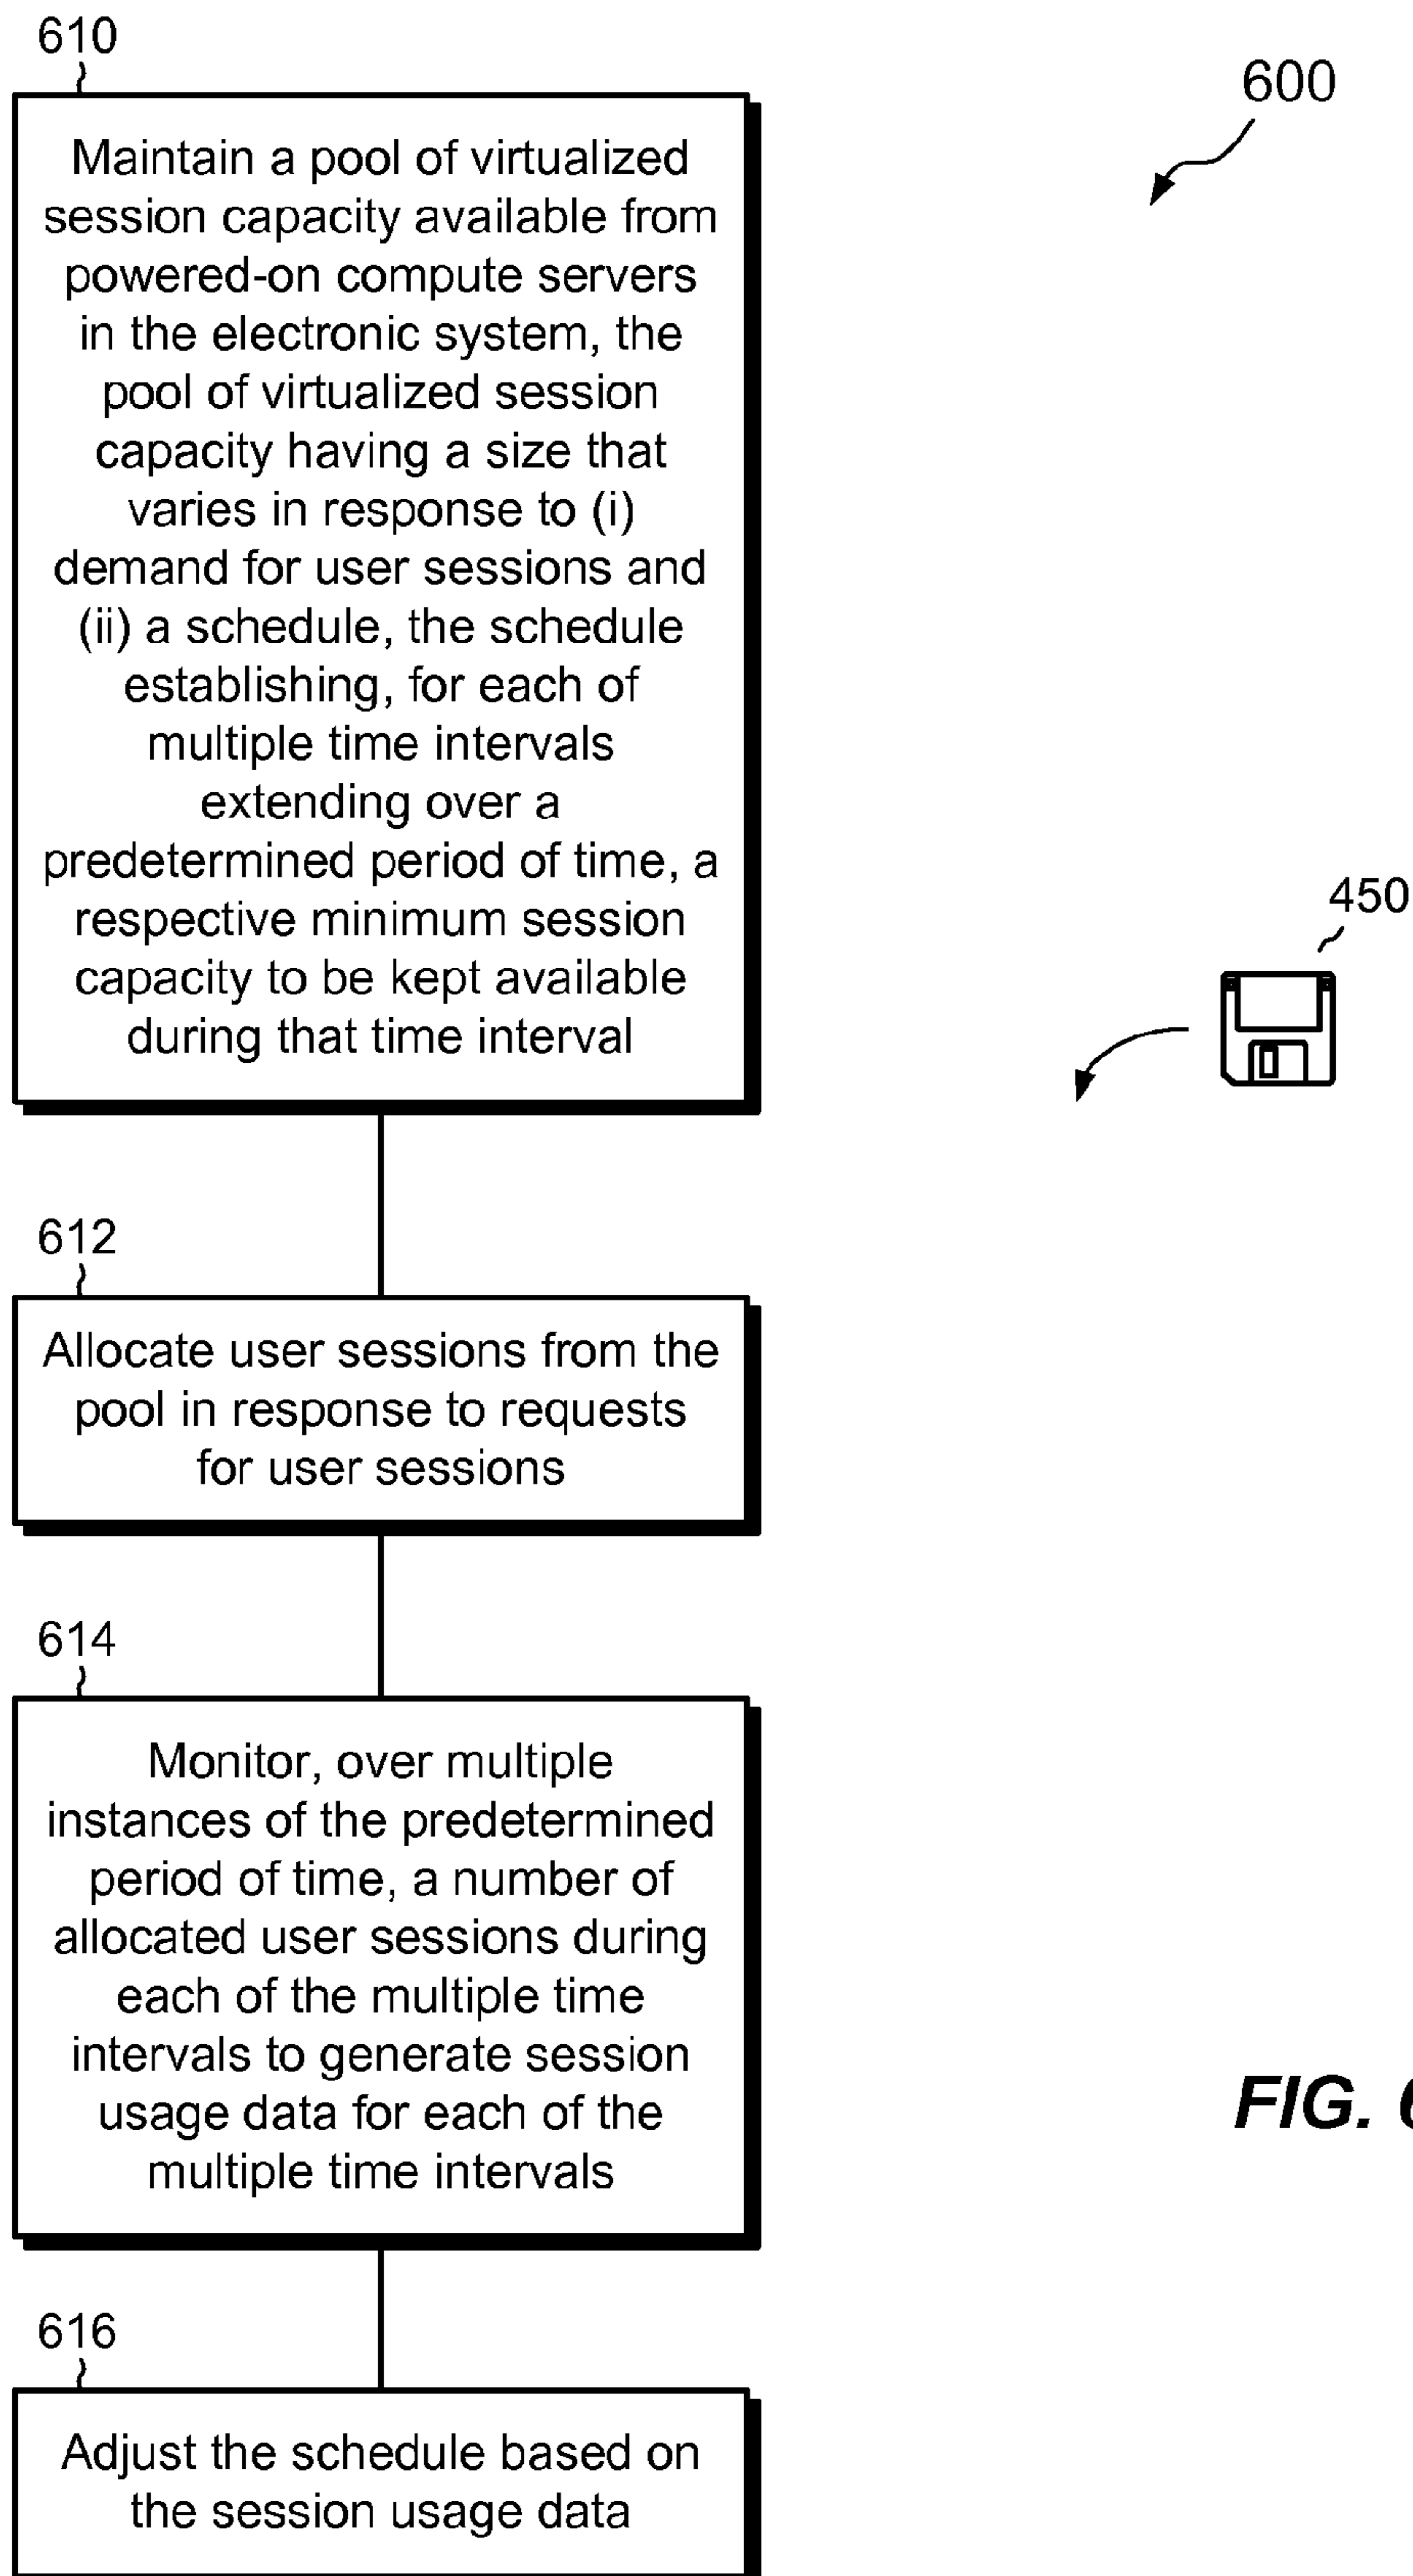 610
600
Maintain a pool of virtualized
session capacity available from
powered-on compute servers
in the electronic system, the
pool of virtualized session
capacity having a size that
varies in response to (i)
demand for user sessions and
(ii) a schedule, the schedule
establishing, for each of
multiple time intervals
extending over a
predetermined period of time, a
respective minimum session
capacity to be kept available
during that time interval
450
612
Allocate user sessions from the
pool in response to requests
for user sessions
614
Monitor, over multiple
instances of the predetermined
period of time, a number of
allocated user sessions during
each of the multiple time
intervals to generate session
usage data for each of the
multiple time intervals
FIG. 6
616
Adjust the schedule based on
the session usage data